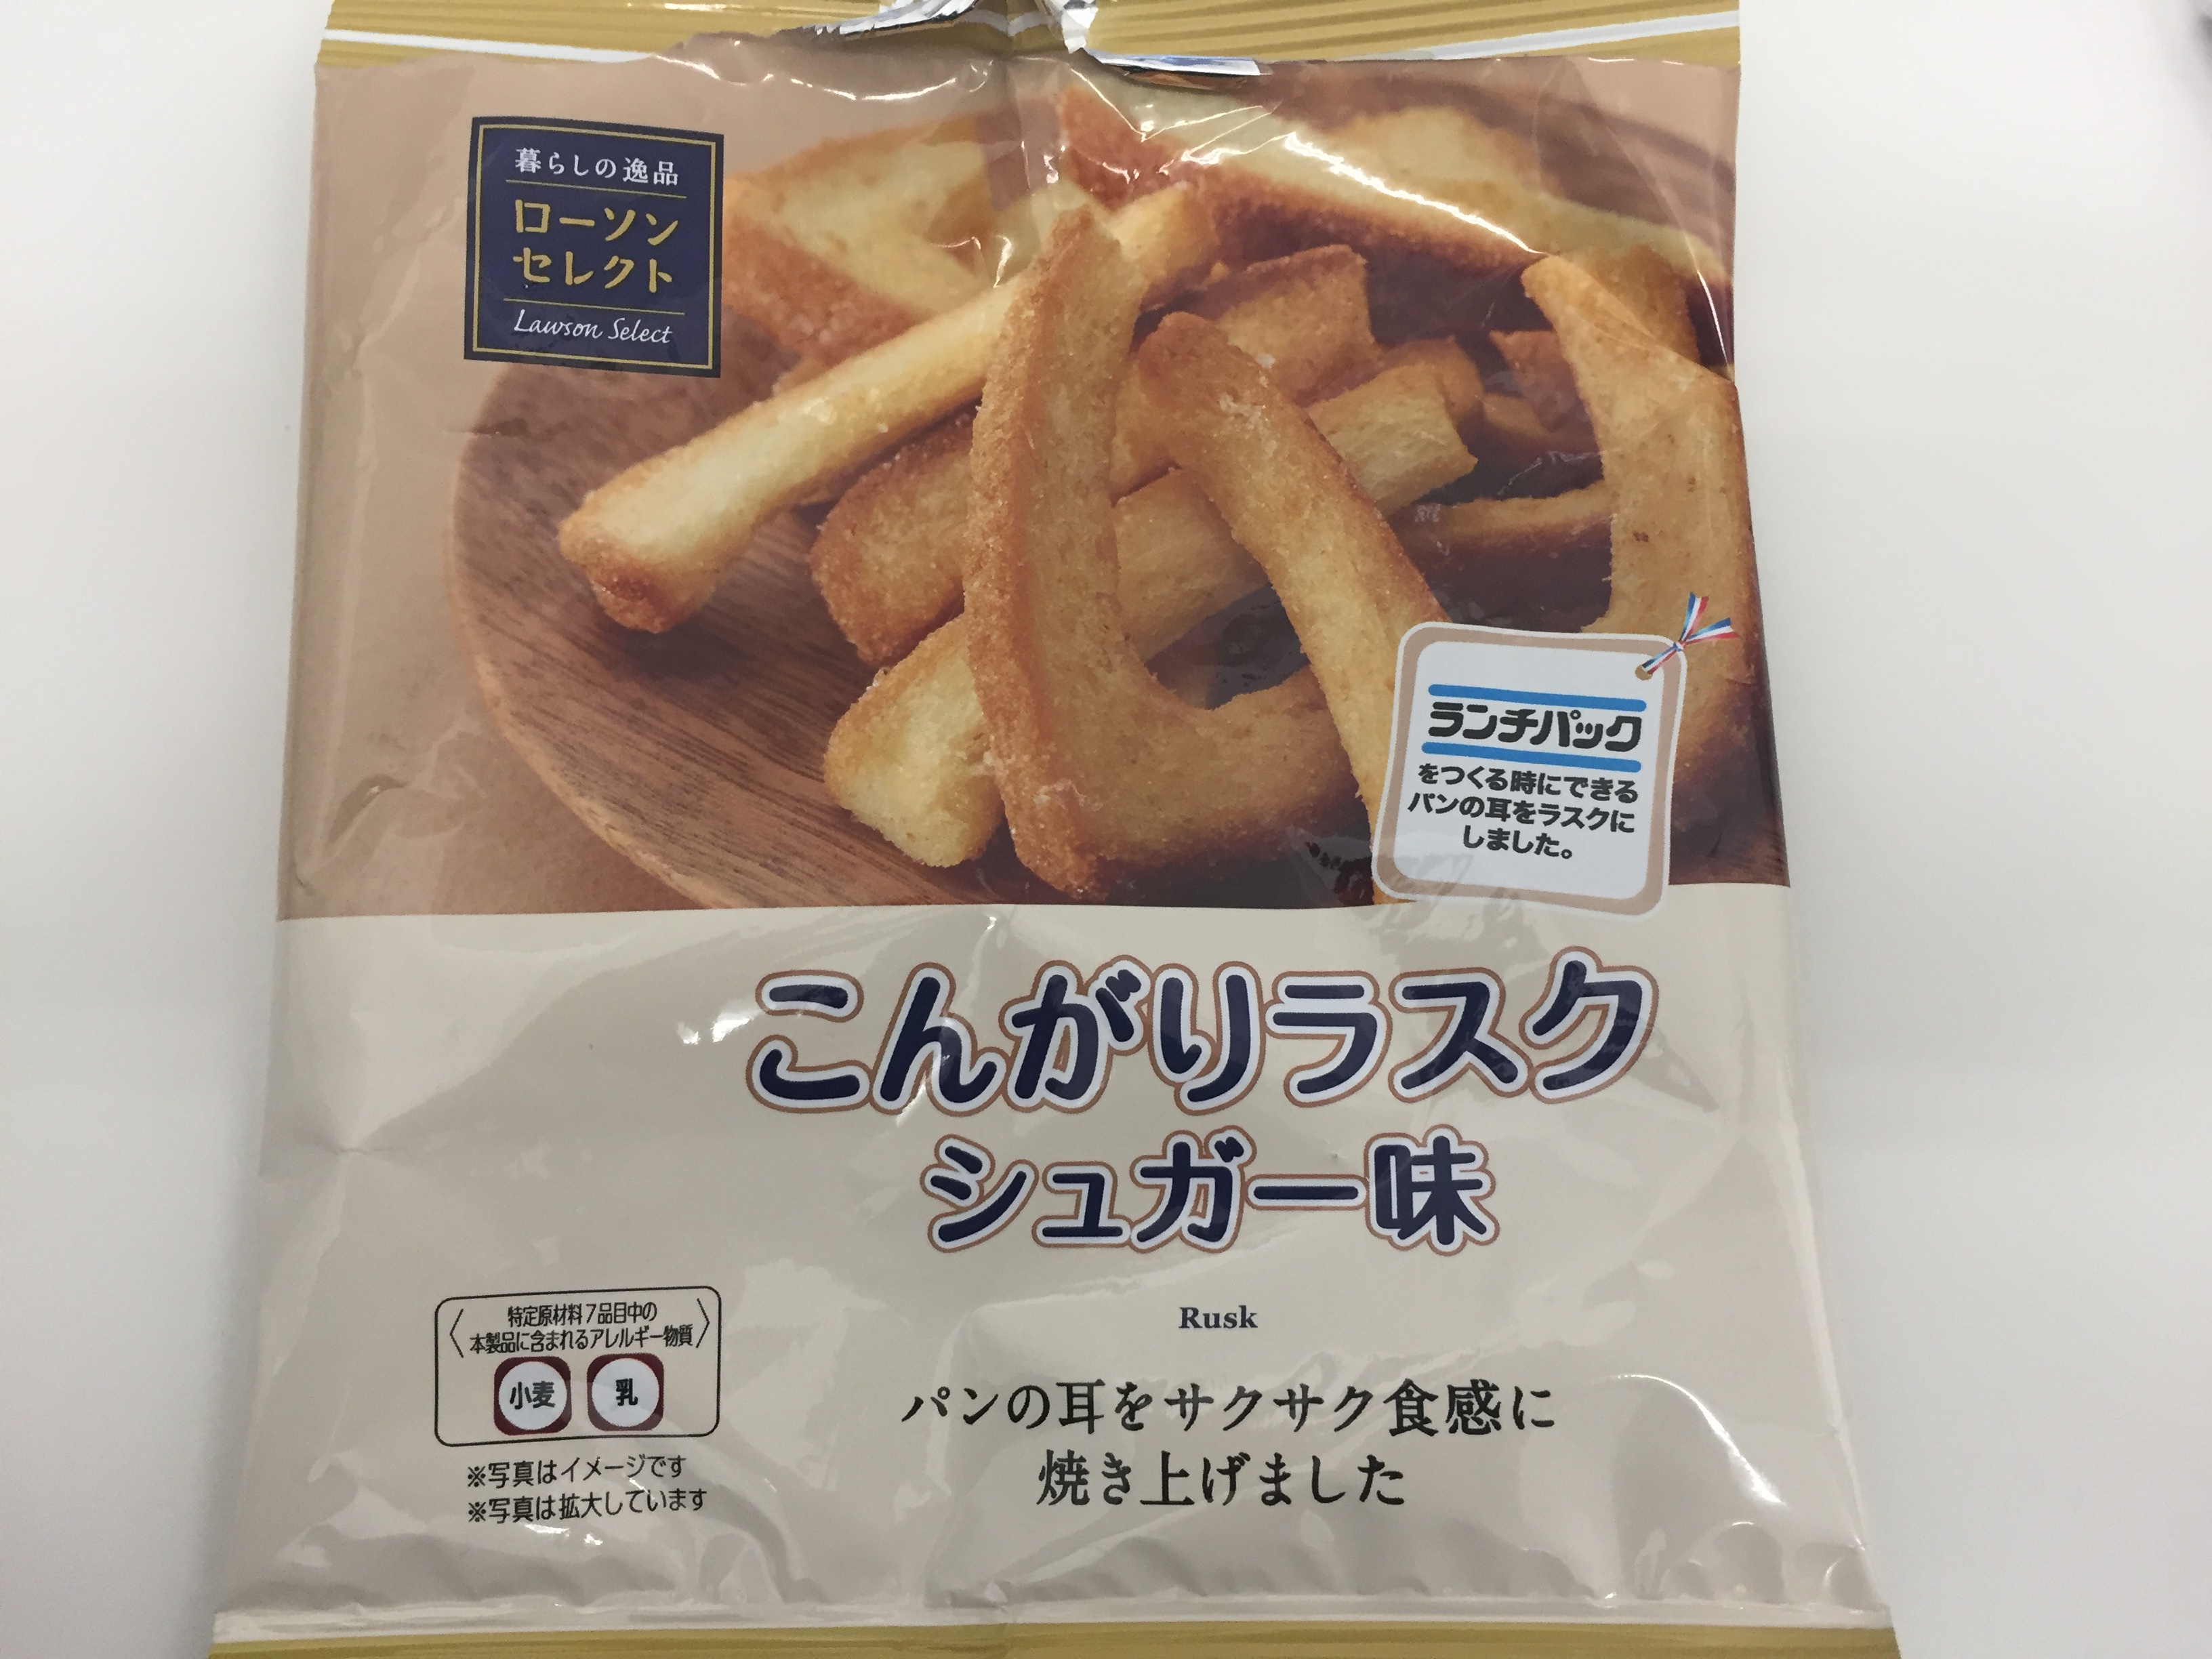 暮らしの逸品
ローソン
セレクト
Lawson Select
ランチパック
をつくる時にできる
パンの耳をラスクに
しました。
こんがりラスク
シュガー味
Rusk
パンの耳をサクサク食感に
焼き上げました
特定原材料7品目中の
本製品に含まれるアレルギー物質
小麦 乳
※写真はイメージです
※写真は拡大しています